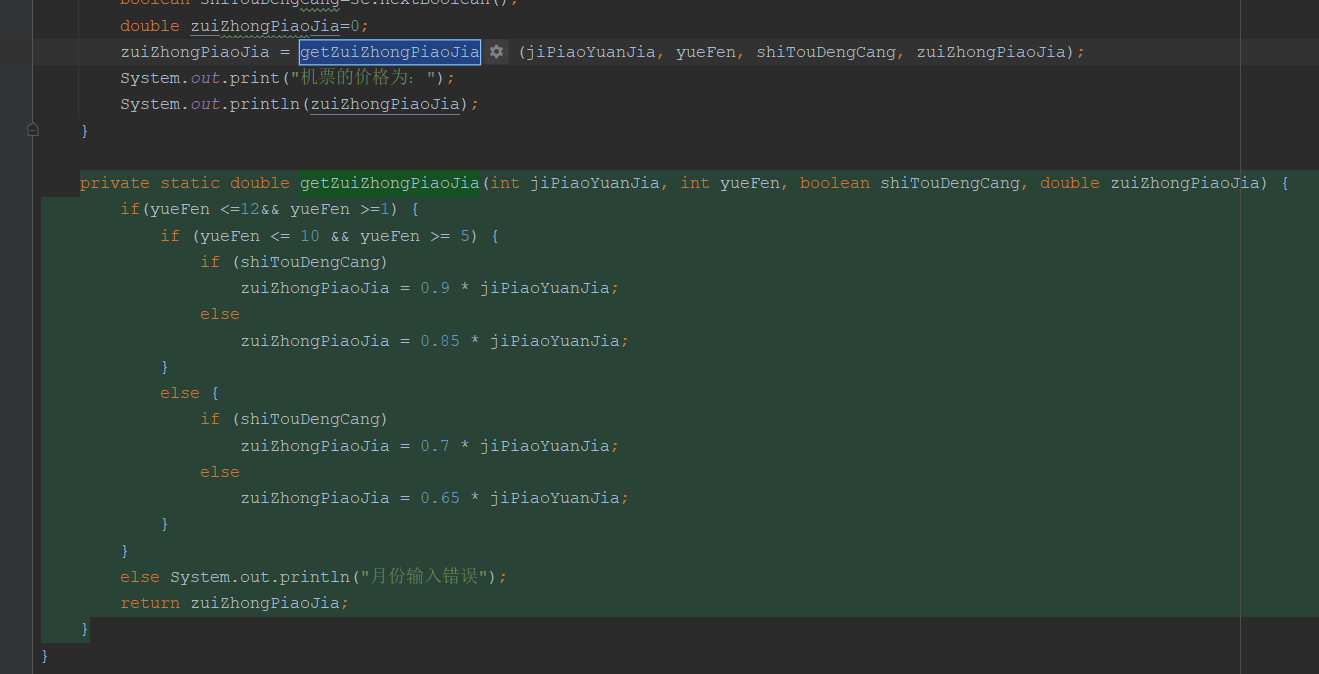 boolean shiTouDengCang=sc.nextBoolean();
double zuiZhongPiaoJia=0;
zuiZhongPiaoJia = getZuiZhongPiaoJia (jiPiaoYuanJia, yueFen, shiTouDengCang, zuiZhongPiaoJia);
System.out.print("机票的价格为: ");
System.out.println(zuiZhongPiaoJia);
}
private static double getZuiZhongPiaoJia(int jiPiaoYuanJia, int yueFen, boolean shiTouDengCang, double zuiZhongPiaoJia) {
if(yueFen <=12&& yueFen >=1) {
if (yueFen <= 10 && yueFen >= 5) {
if (shiTouDengCang)
zuiZhongPiaoJia = 0.9 * jiPiaoYuanJia;
else
zuiZhongPiaoJia = 0.85 * jiPiaoYuanJia;
}
else {
if (shiTouDengCang)
zuiZhongPiaoJia = 0.7 * jiPiaoYuanJia;
else
zuiZhongPiaoJia = 0.65 * jiPiaoYuanJia;
}
}
else System.out.println("月份输入错误");
return zuiZhongPiaoJia;
}
}